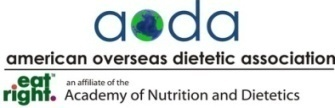 aoda
american overseas dietetic association
eat
right. an affiliate of the
Academy of Nutrition and Dietetics